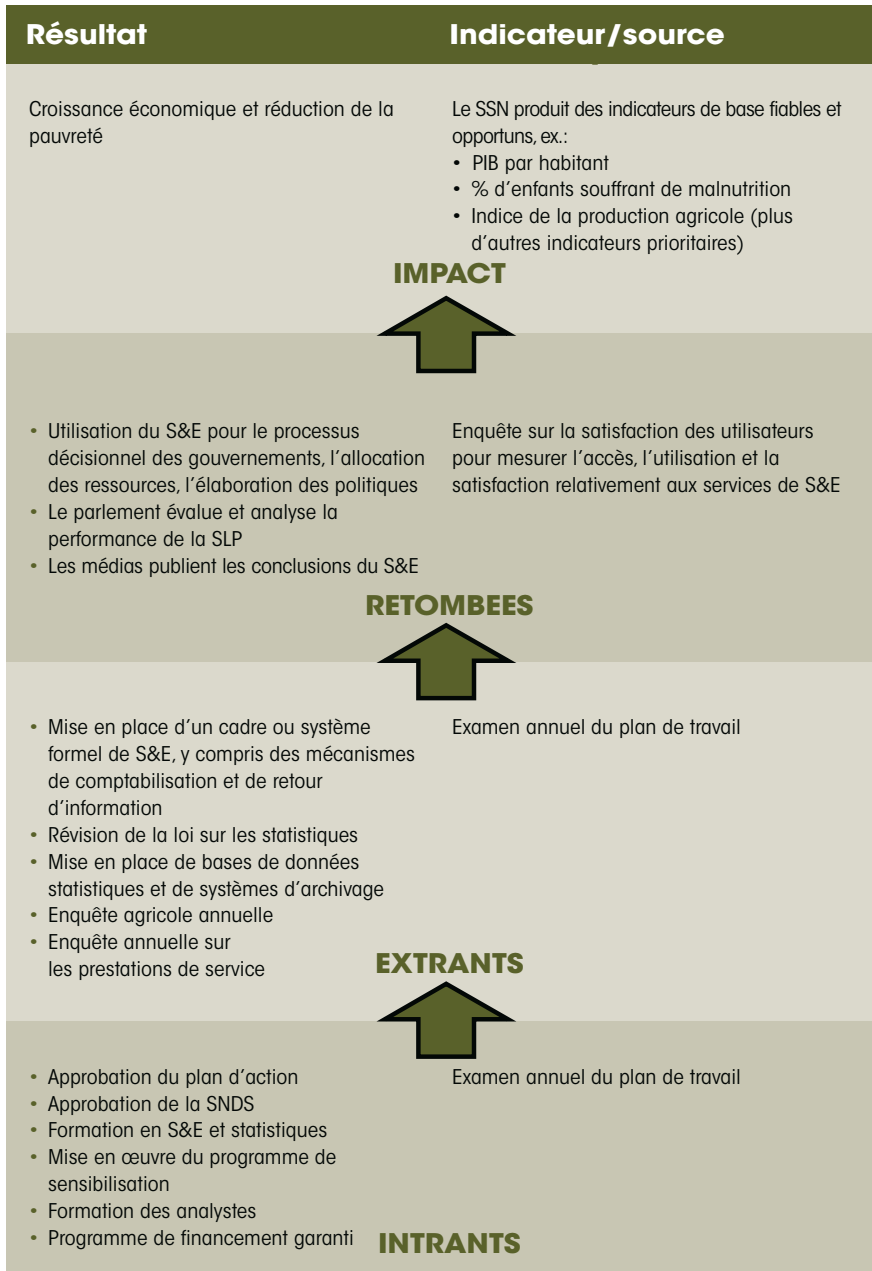 Résultat
Indicateur/source
Croissance économique et réduction de la
pauvreté
Le SSN produit des indicateurs de base fiables et
opportuns, ex.:
• PIB par habitant
• % d’enfants souffrant de malnutrition
• Indice de la production agricole (plus
d’autres indicateurs prioritaires)
IMPACT
• Utilisation du S&E pour le processus
décisionnel des gouvernements, l’allocation
des ressources, l’élaboration des politiques
• Le parlement évalue et analyse la
performance de la SLP
• Les médias publient les conclusions du S&E
Enquête sur la satisfaction des utilisateurs
pour mesurer l’accès, l’utilisation et la
satisfaction relativement aux services de S&E
RETOMBEES
• Mise en place d’un cadre ou système
formel de S&E, y compris des mécanismes
de comptabilisation et de retour
d’information
• Révision de la loi sur les statistiques
• Mise en place de bases de données
statistiques et de systèmes d’archivage
• Enquête agricole annuelle
• Enquête annuelle sur
les prestations de service
Examen annuel du plan de travail
EXTRANTS
• Approbation du plan d’action
• Approbation de la SNDS
• Formation en S&E et statistiques
• Mise en œuvre du programme de
sensibilisation
• Formation des analystes
• Programme de financement garanti
Examen annuel du plan de travail
INTRANTS